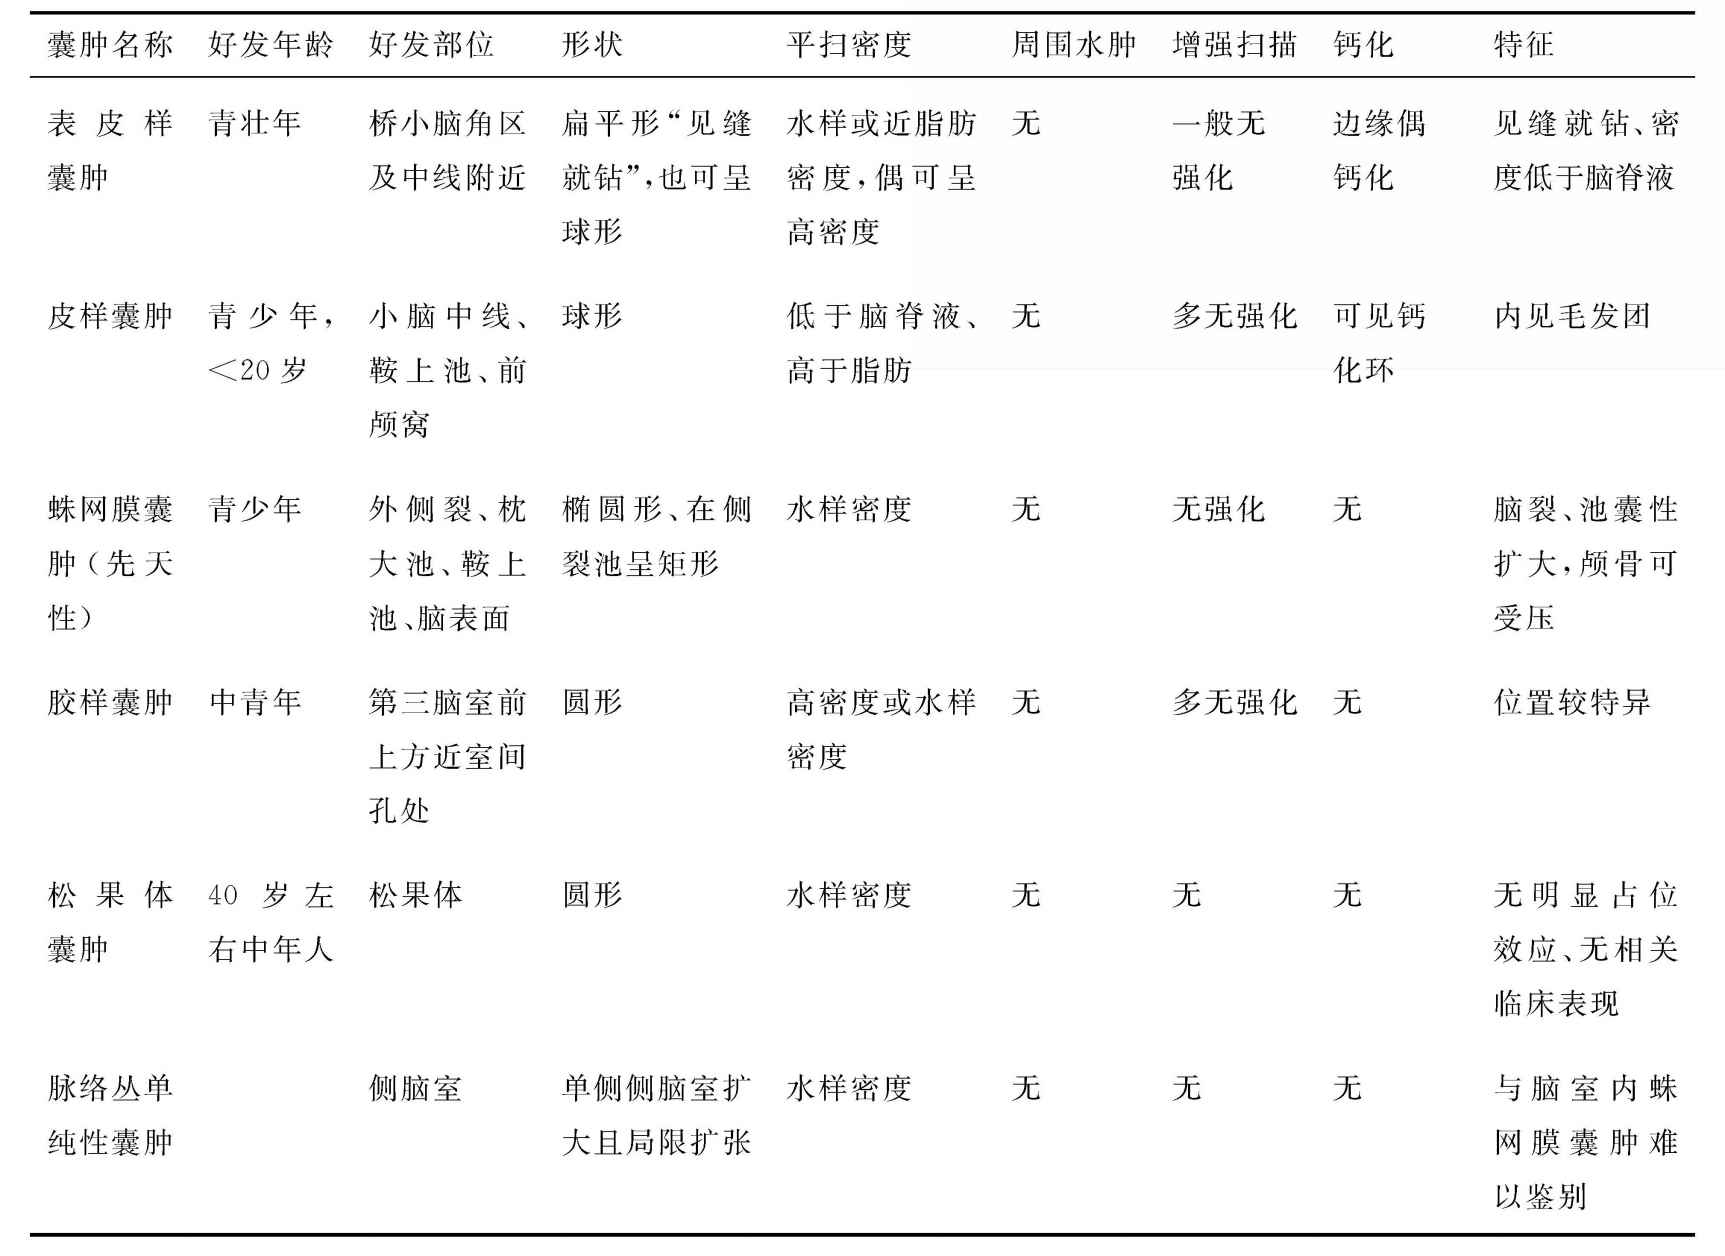 囊肿名称 好发年龄 好发部位 形状 平扫密度 周围水肿 增强扫描 钙化 特征
表皮样 青壮年 桥小脑角区 扁平形“见缝 水样或近脂肪 无 一般无 边缘偶 见缝就钻、密
囊肿 及中线附近 就钻”,也可呈 密度,偶可呈 强化 钙化 度低于脑脊液
球形 高密度
皮样囊肿 青少年, 小脑中线、 球形 低于脑脊液、 无 多无强化 可见钙 内见毛发团
<20岁 鞍上池、前 高于脂肪 化环
颅窝
蛛网膜囊 青少年 外侧裂、枕 椭圆形、在侧 水样密度 无 无强化 无 脑裂、池囊性
肿(先天 大池、鞍上 裂池呈矩形 扩大,颅骨可
性) 池、脑表面 受压
胶样囊肿 中青年 第三脑室前 圆形 高密度或水样 无 多无强化 无 位置较特异
上方近室间 密度
孔处
松果体 40岁左 松果体 圆形 水样密度 无 无 无 无明显占位
囊肿 右中年人 效应、无相关
临床表现
脉络丛单 侧脑室 单侧侧脑室扩 水样密度 无 无 无 与脑室内蛛
纯性囊肿 大且局限扩张 网膜囊肿难
以鉴别